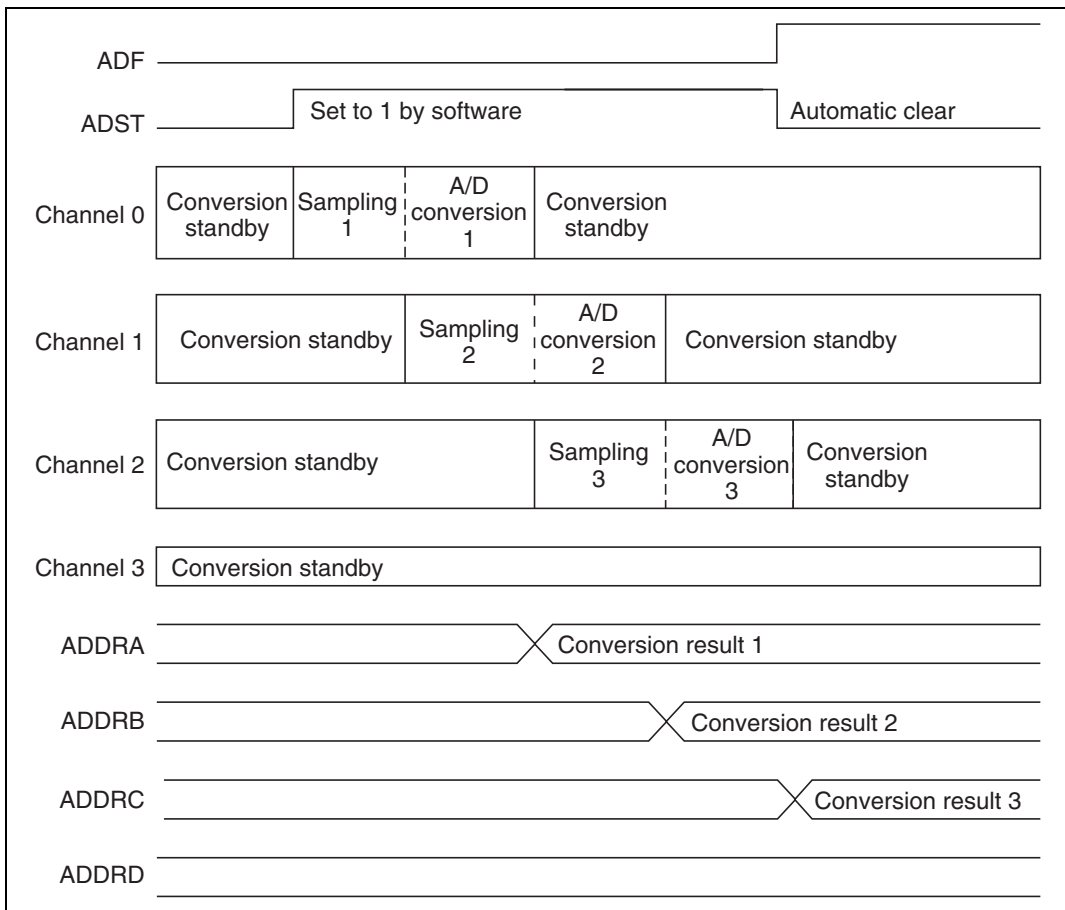 ADF
ADST
Set to 1 by software
Automatic clear
Channel 0
Conversion
standby
Sampling
1
A/D
conversion
1
Conversion
standby
Channel 1
Conversion standby
Sampling
2
A/D
conversion
2
Conversion standby
Channel 2
Conversion standby
Sampling
3
A/D
conversion
3
Conversion
standby
Channel 3
Conversion standby
ADDRA
Conversion result 1
ADDRB
Conversion result 2
ADDRC
Conversion result 3
ADDRD